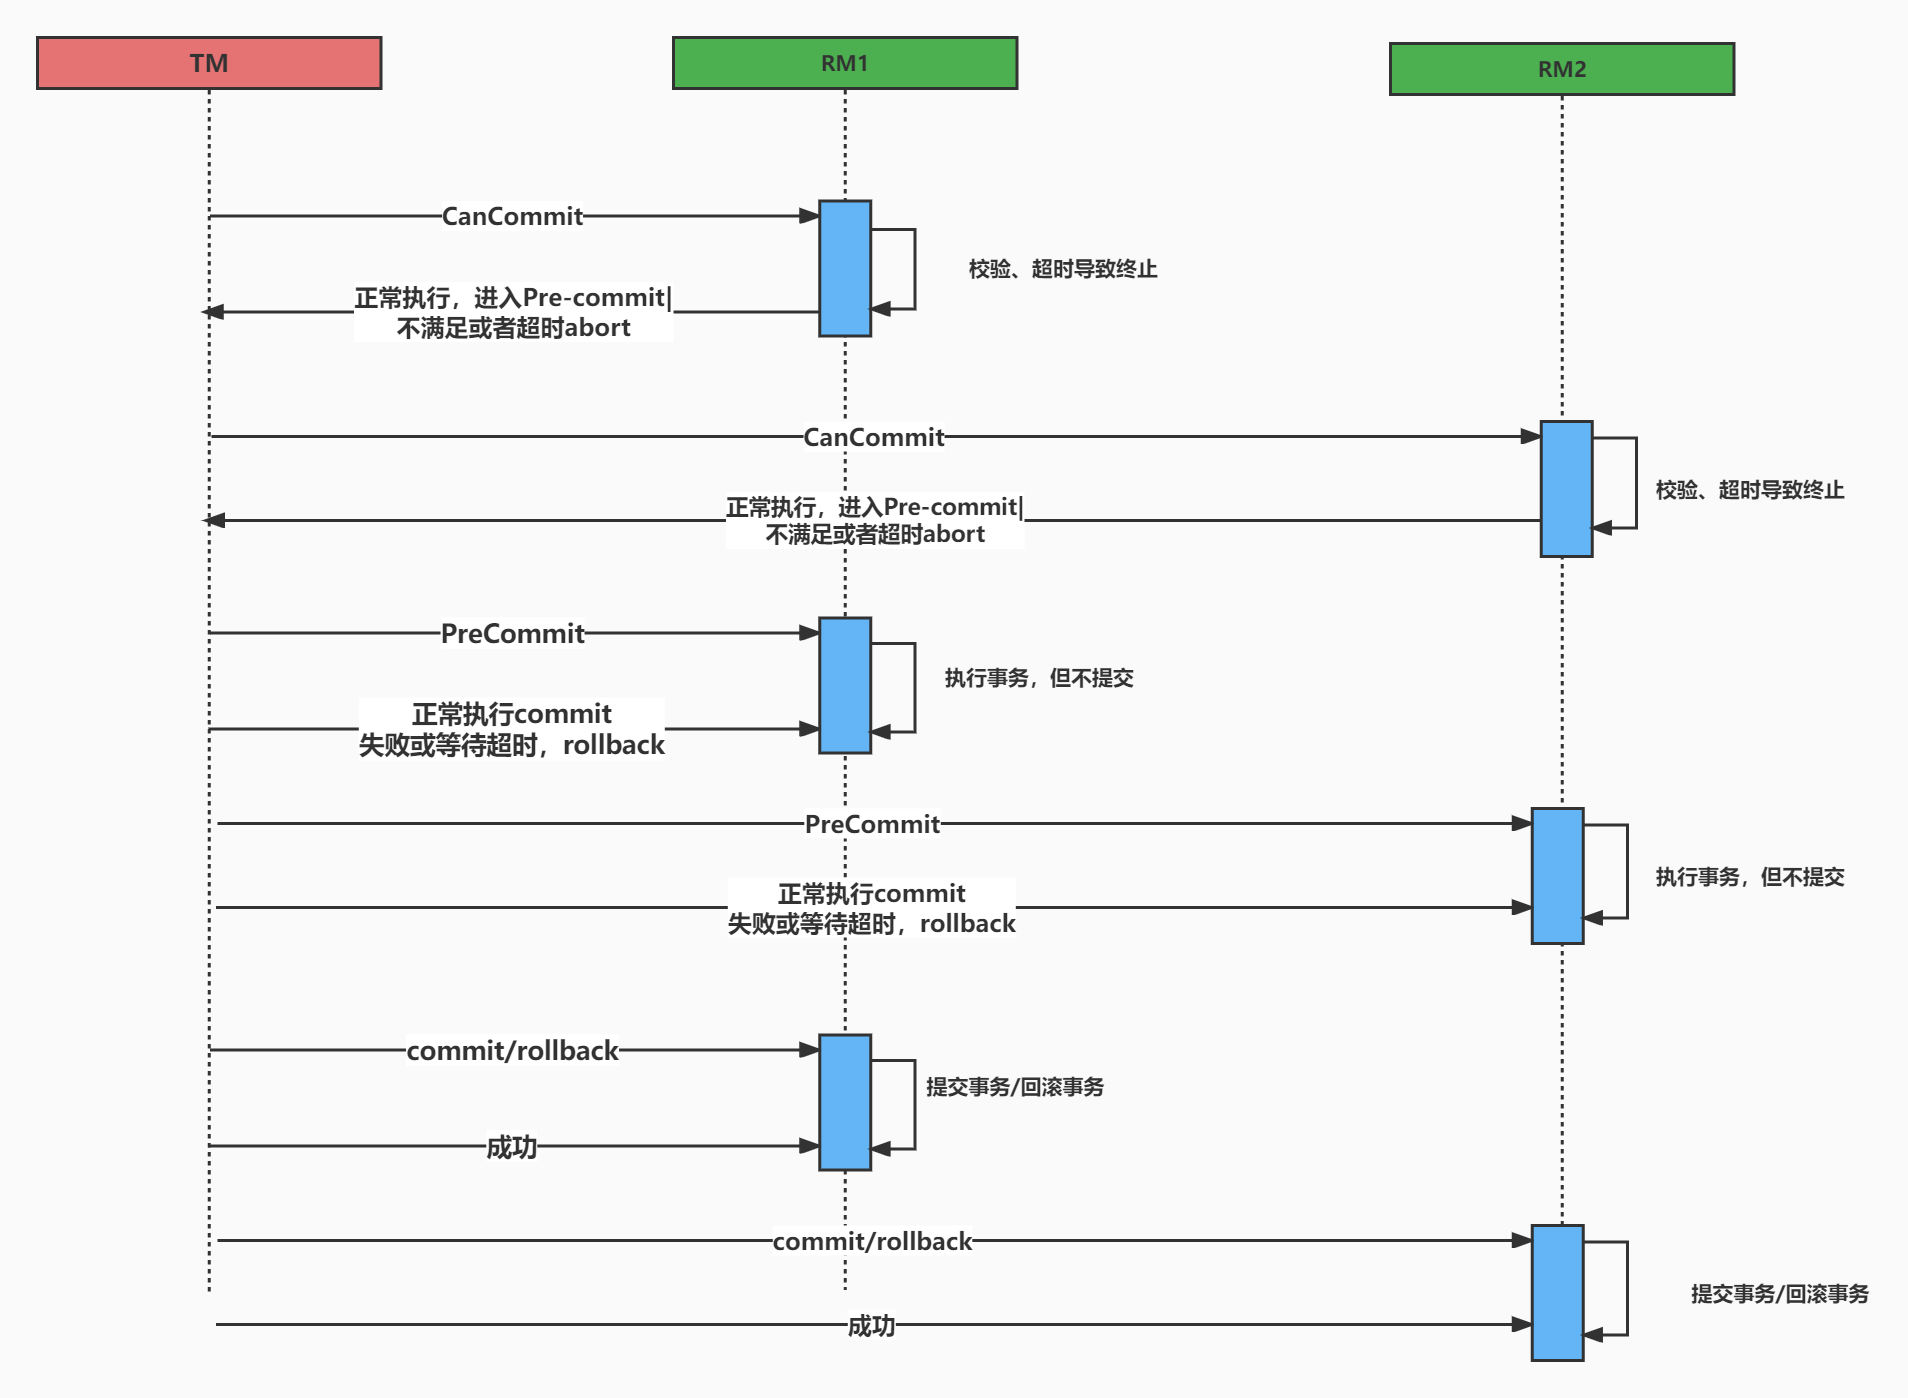 TM
RM1
RM2
CanCommit
校验、超时导致终止
正常执行，进入Pre-commit|
不满足或者超时abort
CanCommit
校验、超时导致终止
正常执行，进入Pre-commit|
不满足或者超时abort
PreCommit
执行事务，但不提交
正常执行commit
失败或等待超时，rollback
PreCommit
执行事务，但不提交
正常执行commit
失败或等待超时，rollback
commit/rollback
提交事务/回滚事务
成功
commit/rollback
提交事务/回滚事务
成功